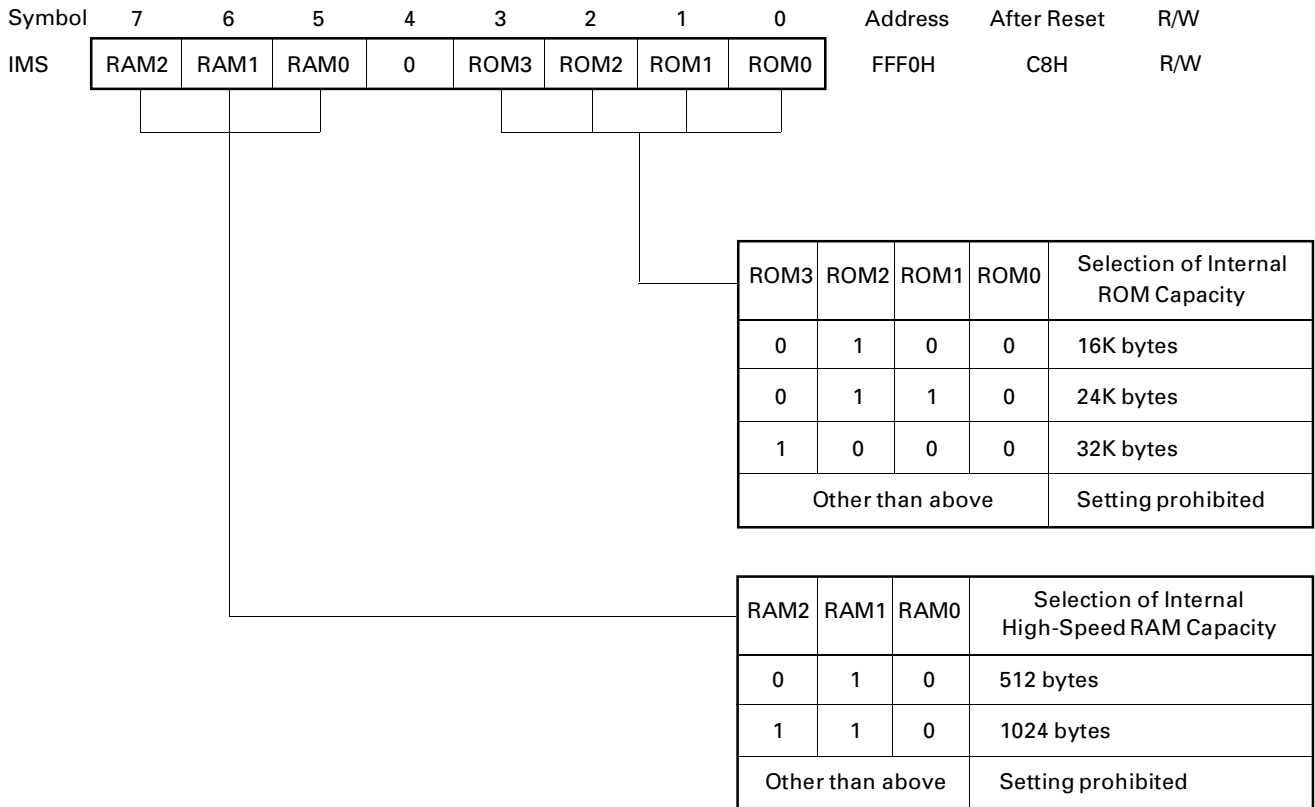 Symbol 7 6 5 4 3 2 1 0 Address After Reset R/W
IMS RAM2 RAM1 RAM0 0 ROM3 ROM2 ROM1 ROM0 FFF0H C8H R/W
ROM3 ROM2 ROM1 ROM0 Selection of Internal
ROM Capacity
0 1 0 0 16K bytes
0 1 1 0 24K bytes
1 0 0 0 32K bytes
Other than above Setting prohibited
RAM2 RAM1 RAM0 Selection of Internal
High-Speed RAM Capacity
0 1 0 512 bytes
1 1 0 1024 bytes
Other than above Setting prohibited